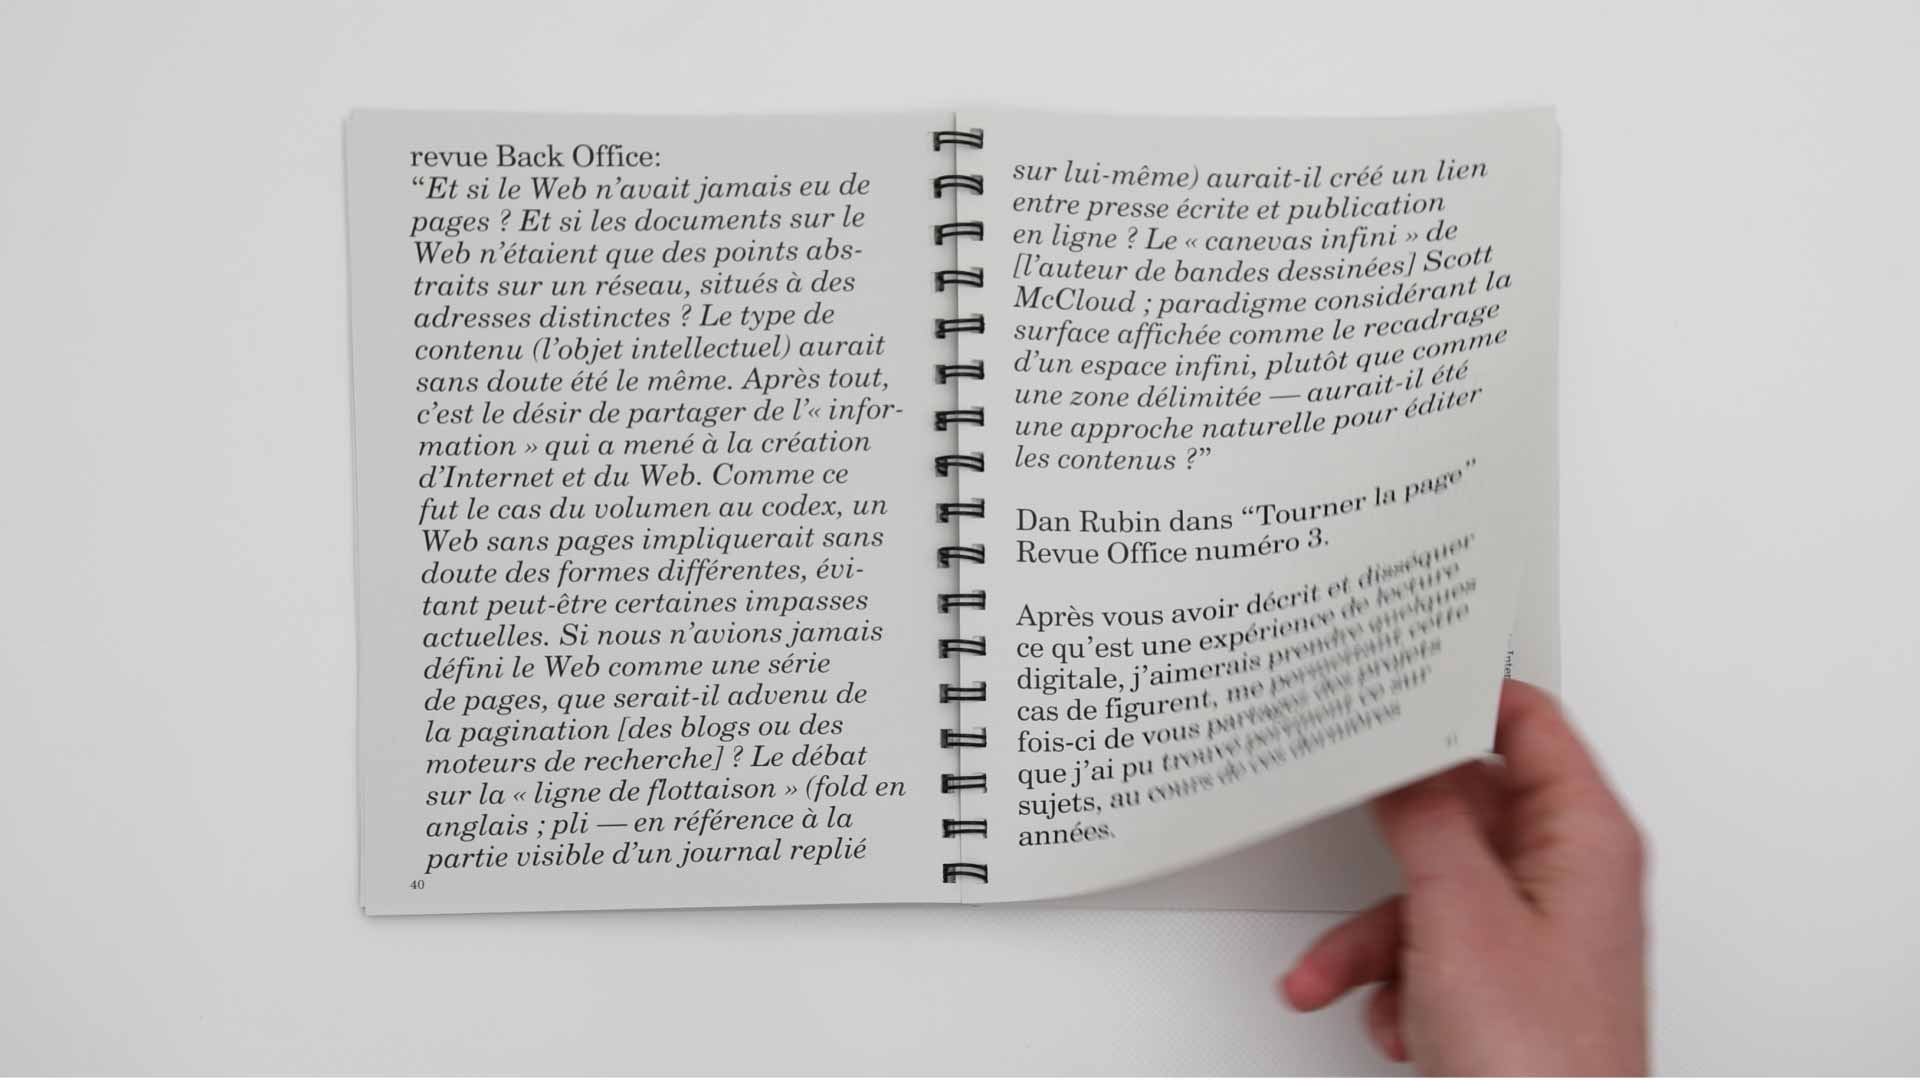 revue Back Office:
“Et si le Web n’avait jamais eu de
pages ? Et si les documents sur le
Web n’étaient que des points abs-
traits sur un réseau, situés à des
adresses distinctes ? Le type de
contenu (l’objet intellectuel) aurait
sans doute été le même. Après tout,
c’est le désir de partager de l’« infor-
mation » qui a mené à la création
d’Internet et du Web. Comme ce
fut le cas du volumen au codex, un
Web sans pages impliquerait sans
doute des formes différentes, évi-
tant peut-être certaines impasses
actuelles. Si nous n’avions jamais
défini le Web comme une série
de pages, que serait-il advenu de
la pagination [des blogs ou des
moteurs de recherche] ? Le débat
sur la « ligne de flottaison » (fold en
anglais ; pli — en référence à la
partie visible d’un journal replié
40
sur lui-même) aurait-il créé un lien
entre presse écrite et publication
en ligne ? Le « canevas infini » de
[l’auteur de bandes dessinées] Scott
McCloud ; paradigme considérant la
surface affichée comme le recadrage
d’un espace infini, plutôt que comme
une zone délimitée — aurait-il été
une approche naturelle pour éditer
les contenus ?”
Dan Rubin dans “Tourner la page”
Revue Office numéro 3.
Après vous avoir décrit et disséquer
ce qu’est une expérience de lecture
digitale, j’aimerais prendre quelques
cas de figurent, me permettant cette
fois-ci de vous partager des projets
que j’ai pu trouvé pertinent ce sur
sujets, au cours de ces dernières
années.